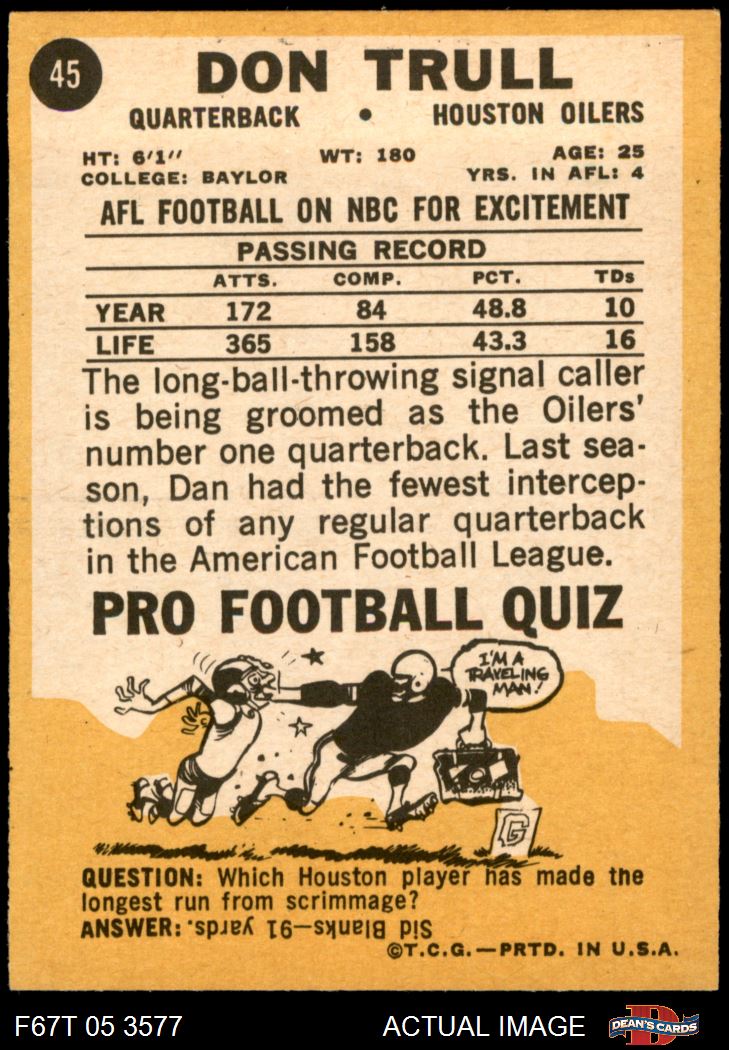 45
DON TRULL
QUARTERBACK • HOUSTON OILERS
HT: 6'1'' WT: 180 AGE: 25
COLLEGE: BAYLOR YRS. IN AFL: 4
AFL FOOTBALL ON NBC FOR EXCITEMENT
PASSING RECORD
ATTS. COMP. PCT. TDs
YEAR 172 84 48.8 10
LIFE 365 158 43.3 16
The long-ball-throwing signal caller
is being groomed as the Oilers'
number one quarterback. Last sea-
son, Dan had the fewest intercep-
tions of any regular quarterback
in the American Football League.
PRO FOOTBALL QUIZ
I'M A
TRAVELING
MAN!
G
QUESTION: Which Houston player has made the
longest run from scrimmage?
ANSWER: Sid Blanks—91 yards.
©T.C.G.—PRTD. IN U.S.A.
F67T 05 3577 ACTUAL IMAGE D DEAN'S CARDS